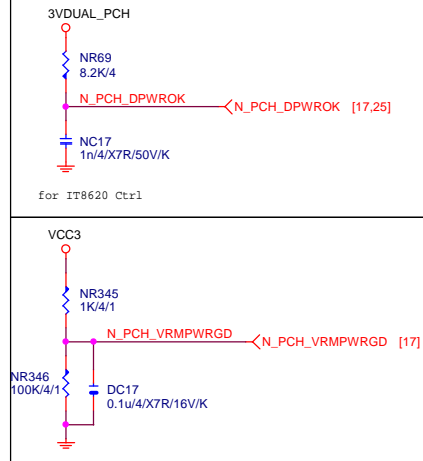 3VDUAL_PCH
NR69
8.2K/4
N_PCH_DPWROK
N_PCH_DPWROK [17,25]
NC17
1n/4/X7R/50V/K
for IT8620 Ctrl
VCC3
NR345
1K/4/1
N_PCH_VRMPWRGD
N_PCH_VRMPWRGD [17]
NR346
100K/4/1
DC17
0.1u/4/X7R/16V/K